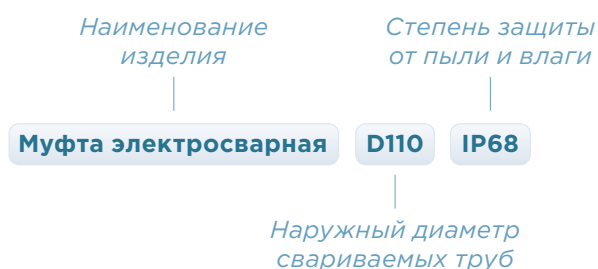 Наименование
изделия
Степень защиты
от пыли и влаги
Муфта электросварная D110 IP68
Наружный диаметр
свариваемых труб